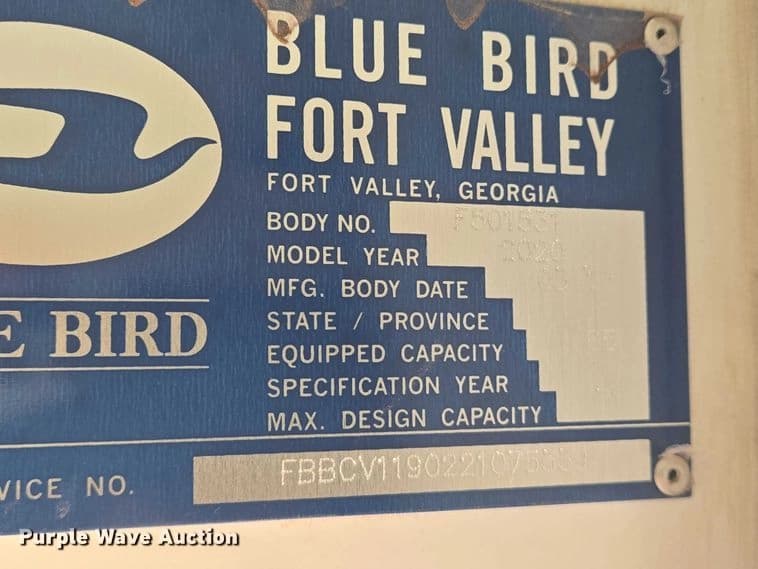 BLUE BIRD
FORT VALLEY
FORT VALLEY, GEORGIA
BODY NO. F501531
MODEL YEAR 2020
MFG. BODY DATE
STATE / PROVINCE
E BIRD
EQUIPPED CAPACITY
SPECIFICATION YEAR
MAX. DESIGN CAPACITY
VICE NO.
Purple Wave Auction